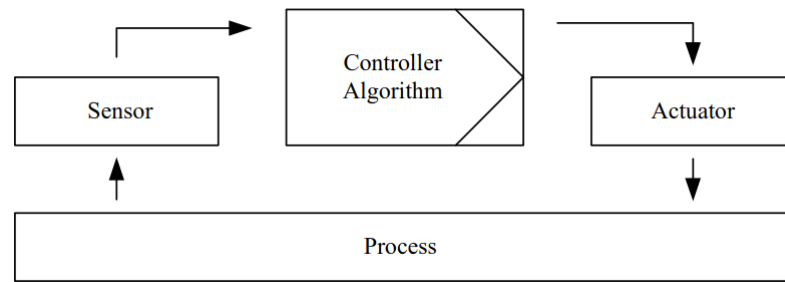 Controller
Algorithm
Sensor
Actuator
Process